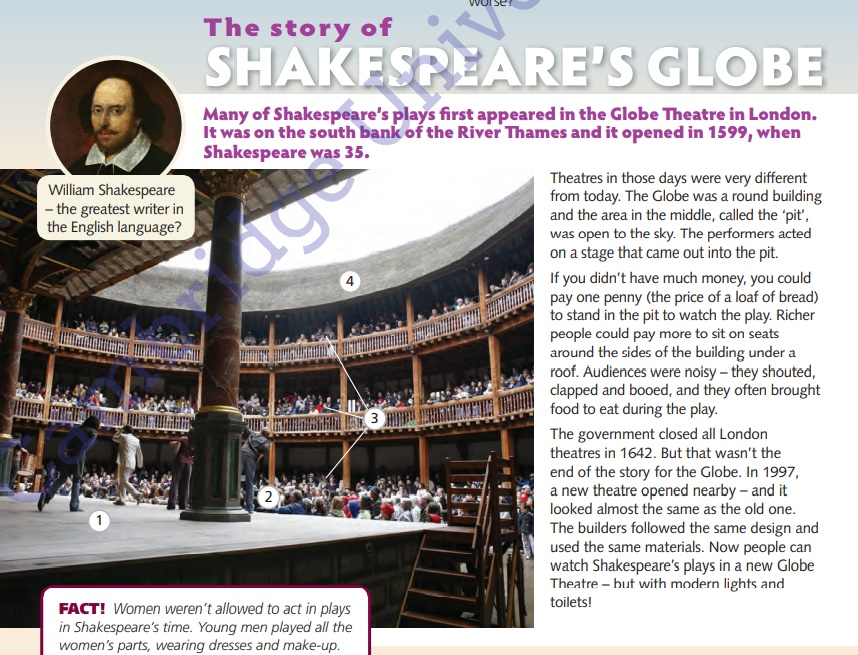 worse?
The story of
SHAKESPEARE'S GLOBE
Many of Shakespeare's plays first appeared in the Globe Theatre in London.
It was on the south bank of the River Thames and it opened in 1599, when
Shakespeare was 35.
William Shakespeare
– the greatest writer in
the English language?
Theatres in those days were very different
from today. The Globe was a round building
and the area in the middle, called the 'pit',
was open to the sky. The performers acted
on a stage that came out into the pit.
If you didn't have much money, you could
pay one penny (the price of a loaf of bread)
to stand in the pit to watch the play. Richer
people could pay more to sit on seats
around the sides of the building under a
roof. Audiences were noisy – they shouted,
clapped and booed, and they often brought
food to eat during the play.
The government closed all London
theatres in 1642. But that wasn't the
end of the story for the Globe. In 1997,
a new theatre opened nearby – and it
looked almost the same as the old one.
The builders followed the same design and
used the same materials. Now people can
watch Shakespeare's plays in a new Globe
Theatre – but with modern lights and
toilets!
4
3
2
1
FACT! Women weren't allowed to act in plays
in Shakespeare's time. Young men played all the
women's parts, wearing dresses and make-up.